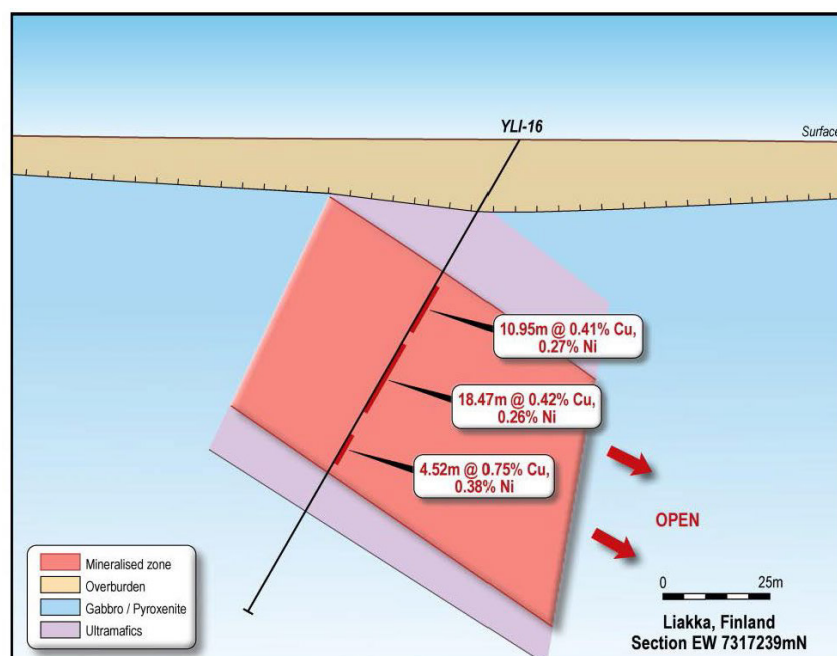 YLI-16
Surface
10.95m @ 0.41% Cu,
0.27% Ni
18.47m @ 0.42% Cu,
0.26% Ni
4.52m @ 0.75% Cu,
0.38% Ni
OPEN
Mineralised zone
Overburden
Gabbro / Pyroxenite
Ultramafics
0 25m
Liakka, Finland
Section EW 7317239mN